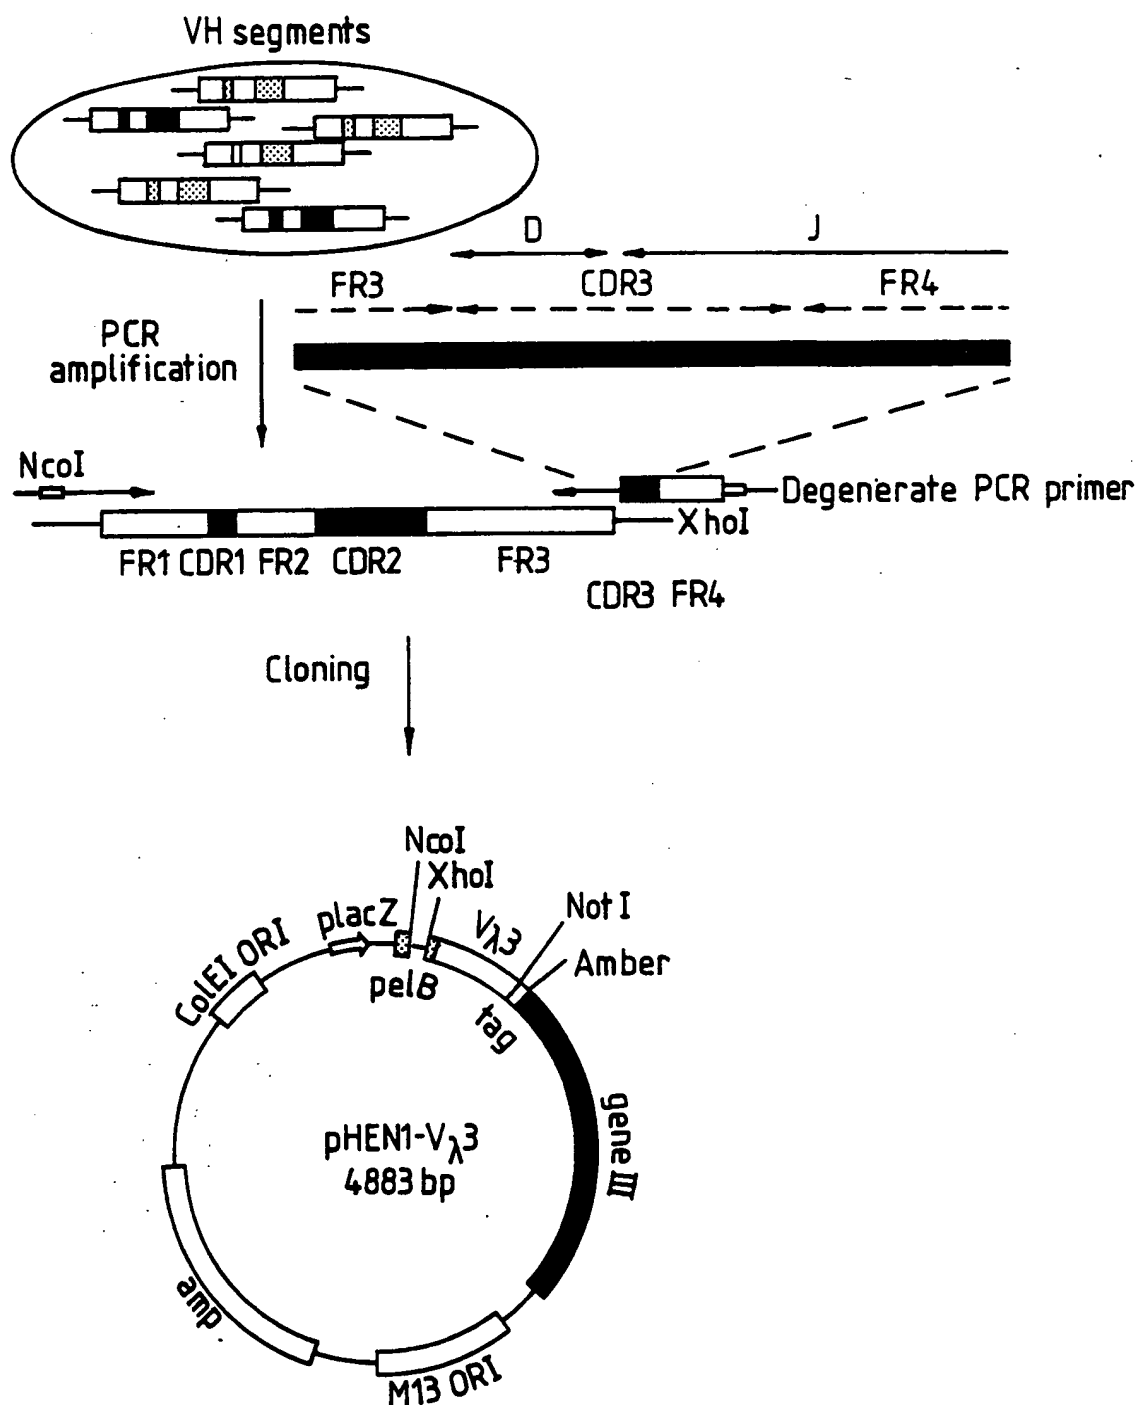 VH segments
D
J
FR3
CDR3
FR4
PCR
amplification
NcoI
Degenerate PCR primer
XhoI
FR1 CDR1 FR2 CDR2 FR3
CDR3 FR4
Cloning
NcoI
XhoI
placZ
Vλ3
NotI
ColEI ORI
pelB
Amber
tag
gene III
pHEN1-Vλ3
4883 bp
amp
M13 ORI